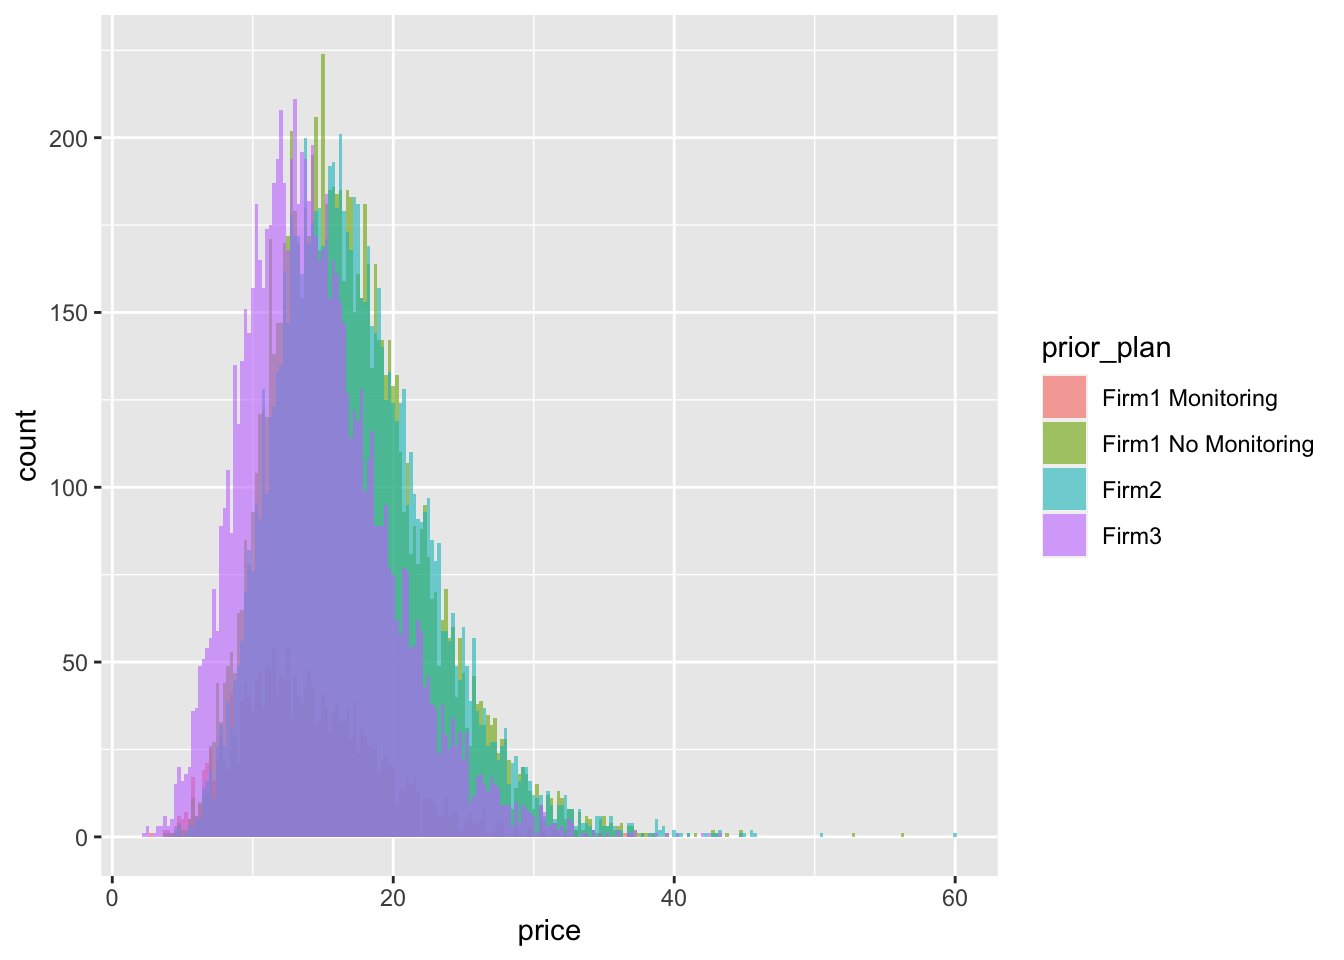 200
150
100
50
0
count
0 20 40 60
price
prior_plan
Firm1 Monitoring
Firm1 No Monitoring
Firm2
Firm3